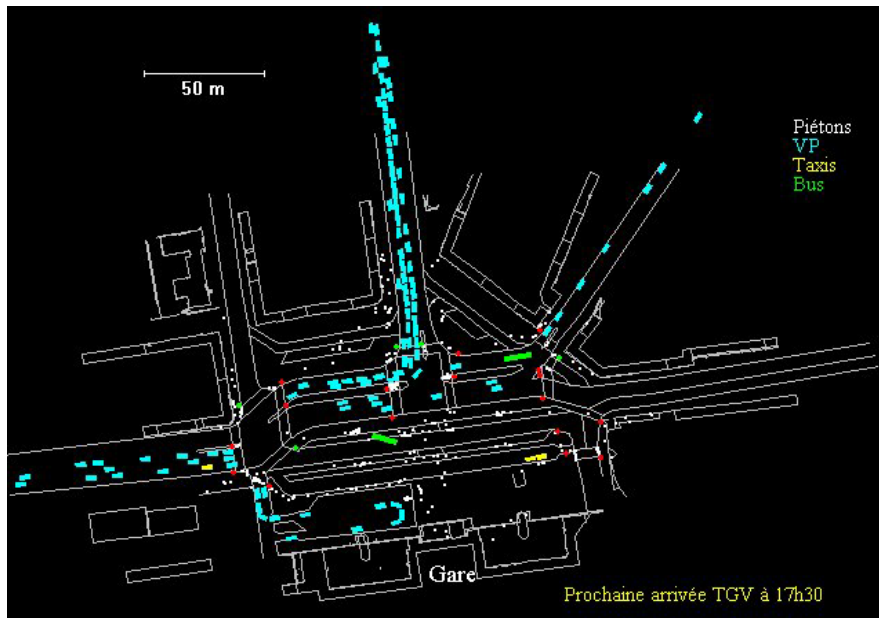 50 m
Piétons
VP
Taxis
Bus
Gare
Prochaine arrivée TGV à 17h30